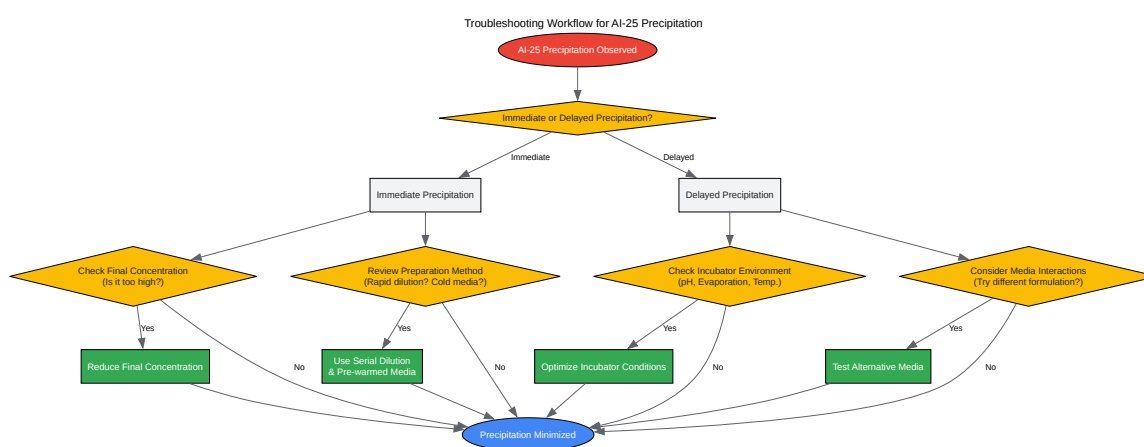 Troubleshooting Workflow for AI-25 Precipitation
AI-25 Precipitation Observed
Immediate or Delayed Precipitation?
Immediate
Delayed
Immediate Precipitation
Delayed Precipitation
Check Final Concentration
(Is it too high?)
Review Preparation Method
(Rapid dilution? Cold media?)
Check Incubator Environment
(pH, Evaporation, Temp.)
Consider Media Interactions
(Try different formulation?)
Yes
Yes
Yes
Yes
Reduce Final Concentration
No
Use Serial Dilution
& Pre-warmed Media
No
Optimize Incubator Conditions
No
Test Alternative Media
No
Precipitation Minimized